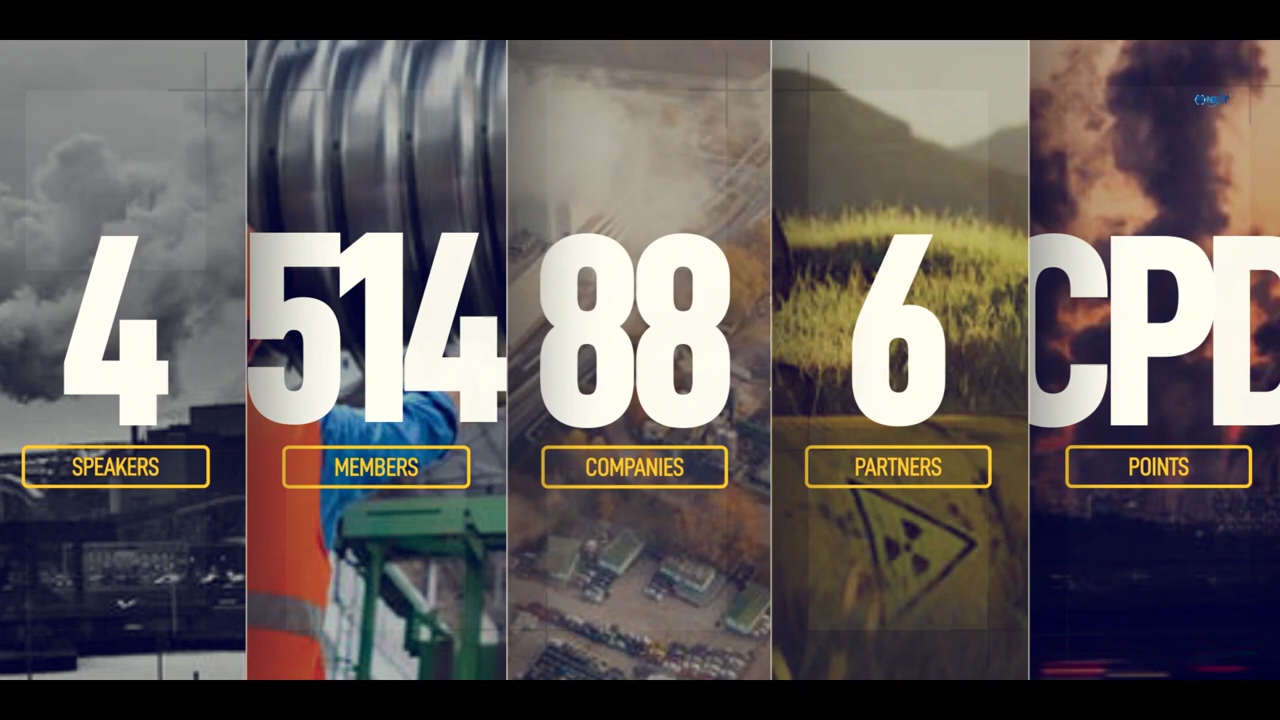 4
SPEAKERS
514
MEMBERS
88
COMPANIES
6
PARTNERS
CPD
POINTS